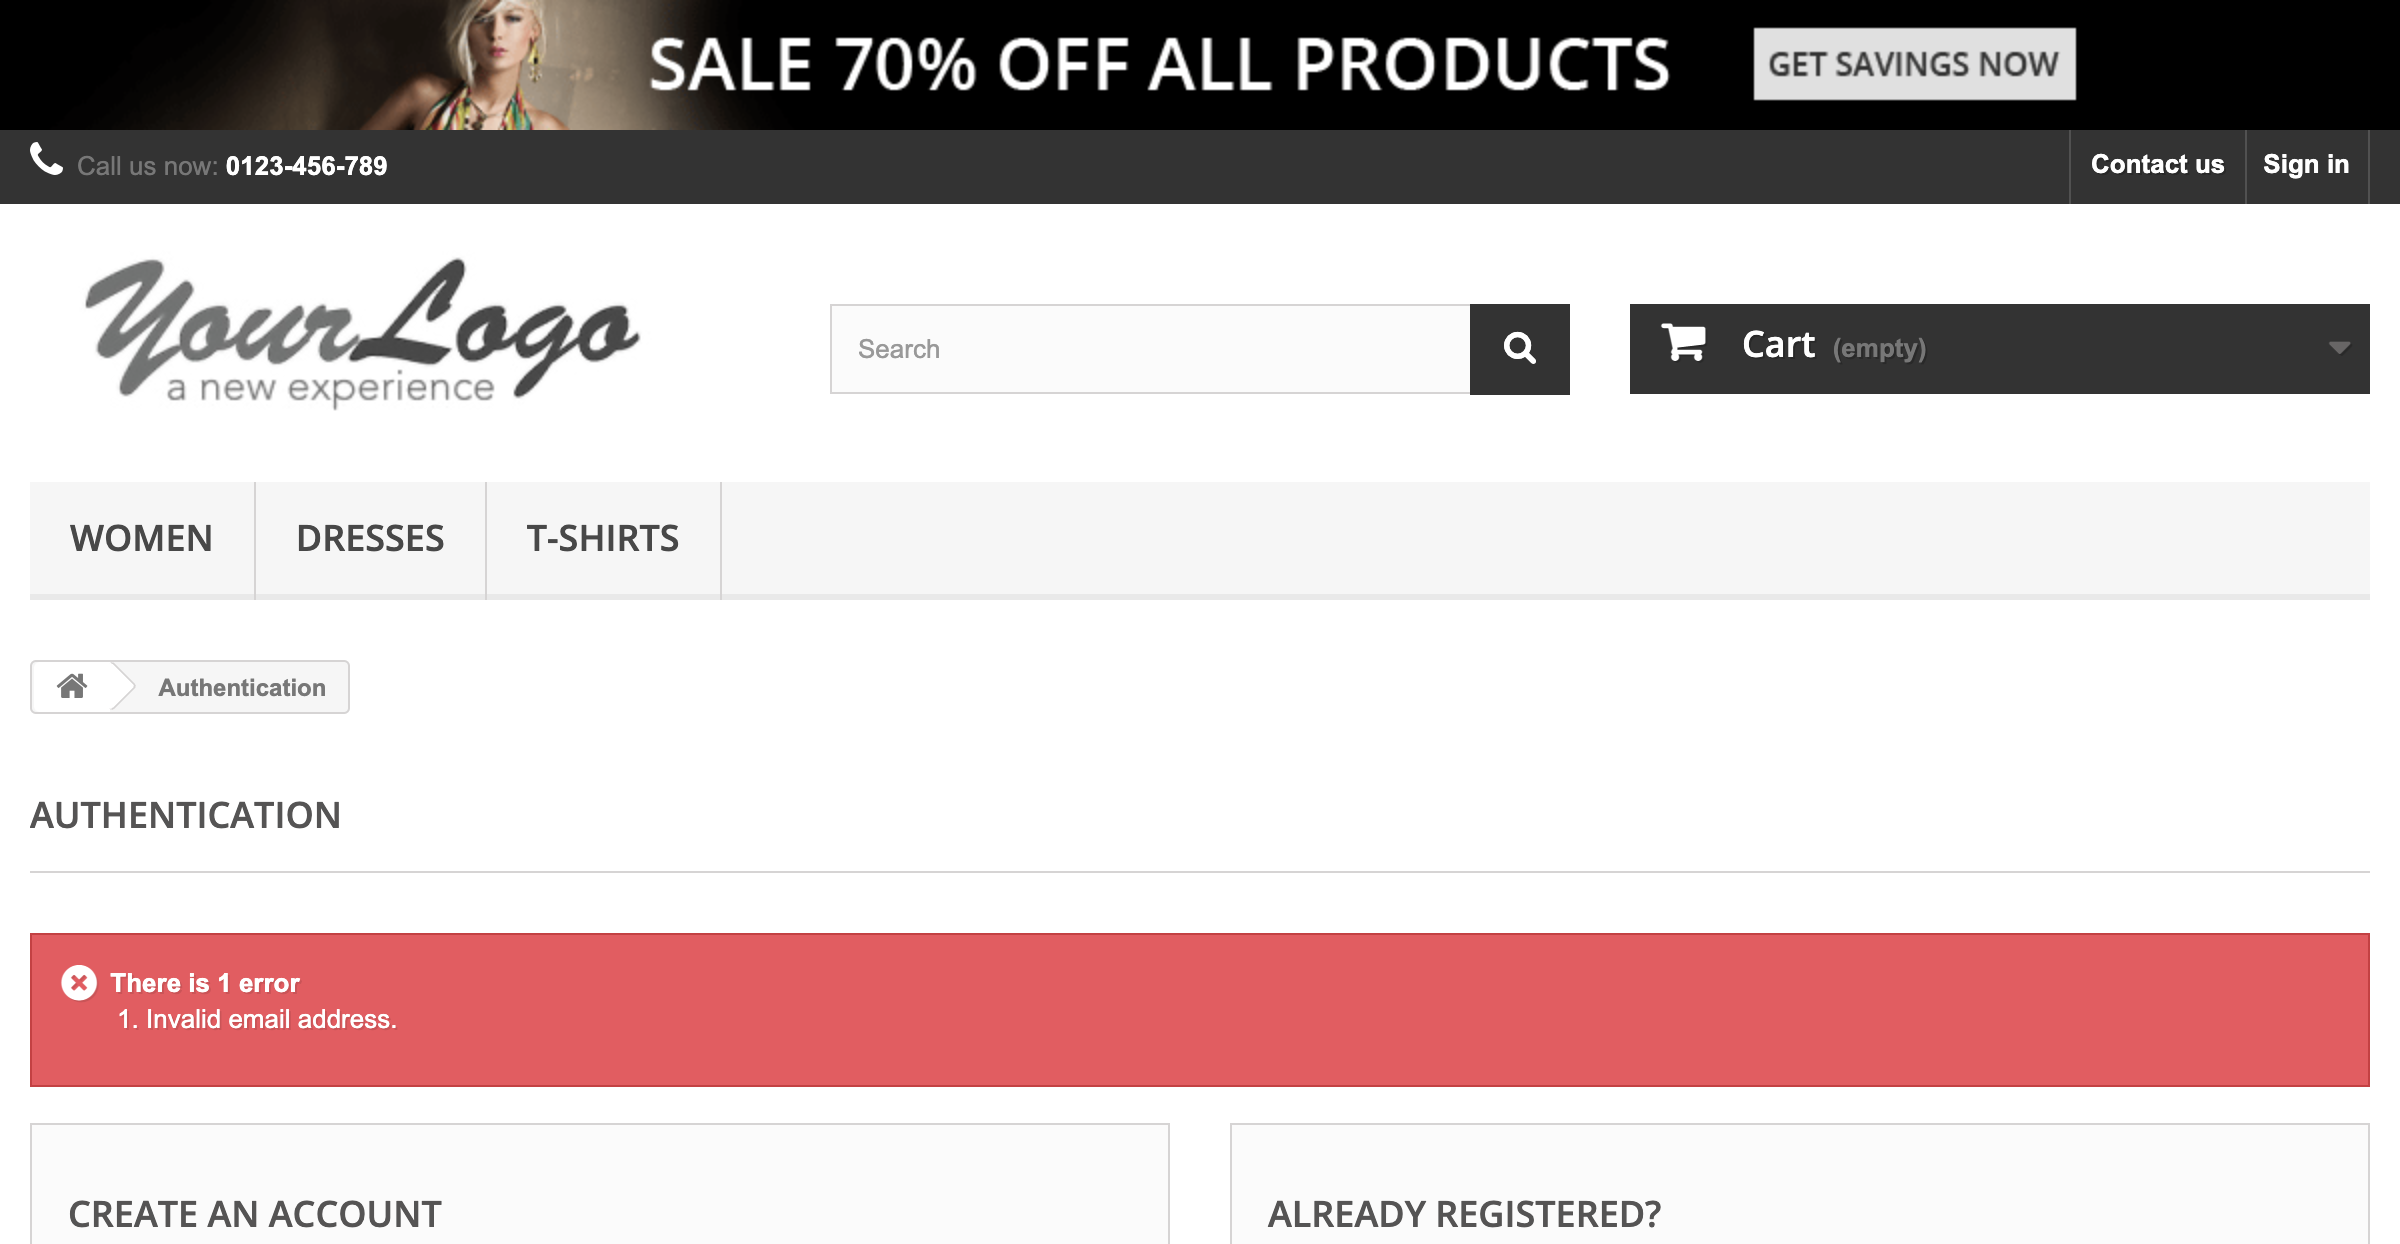 SALE 70% OFF ALL PRODUCTS GET SAVINGS NOW
Call us now: 0123-456-789 Contact us Sign in
YourLogo
a new experience
Search
Cart (empty)
WOMEN DRESSES T-SHIRTS
Authentication
AUTHENTICATION
There is 1 error
1. Invalid email address.
CREATE AN ACCOUNT
ALREADY REGISTERED?